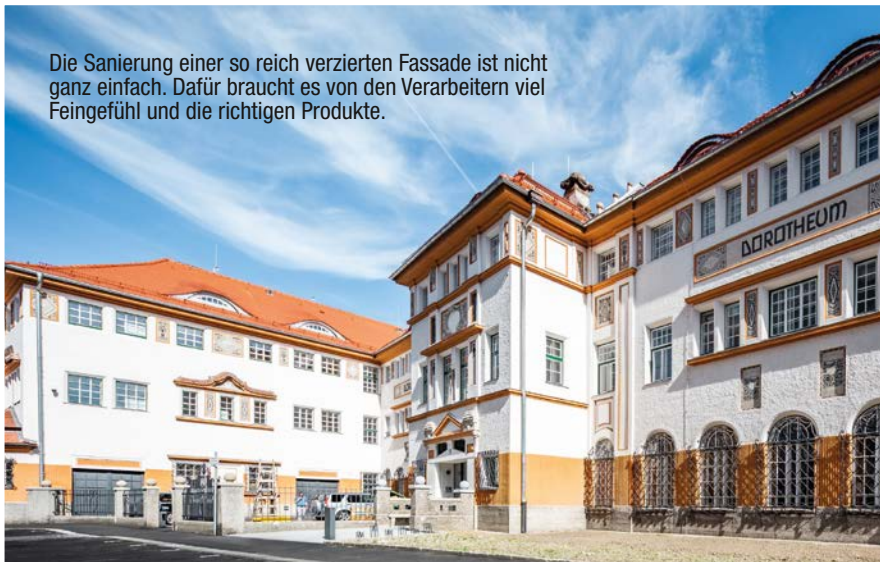 Die Sanierung einer so reich verzierten Fassade ist nicht
ganz einfach. Dafür braucht es von den Verarbeitern viel
Feingefühl und die richtigen Produkte.
DOROTHEUM